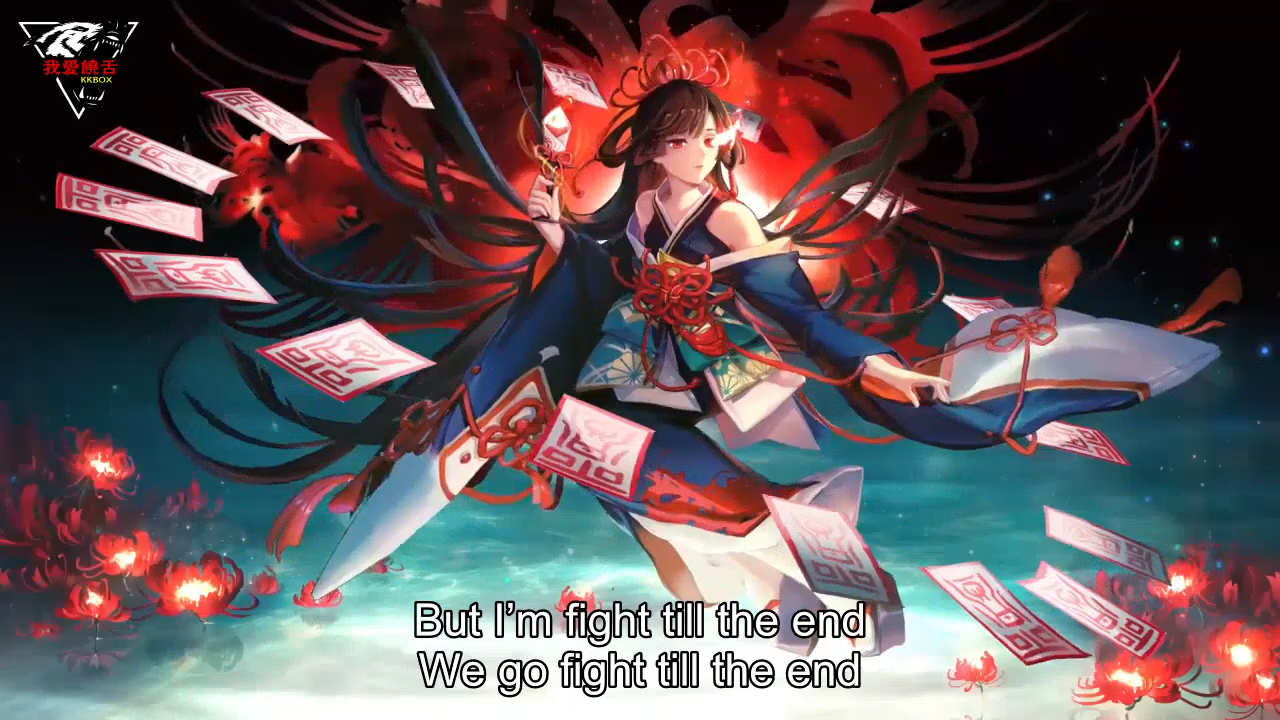 我愛饒舌
KKBOX
But I'm fight till the end
We go fight till the end